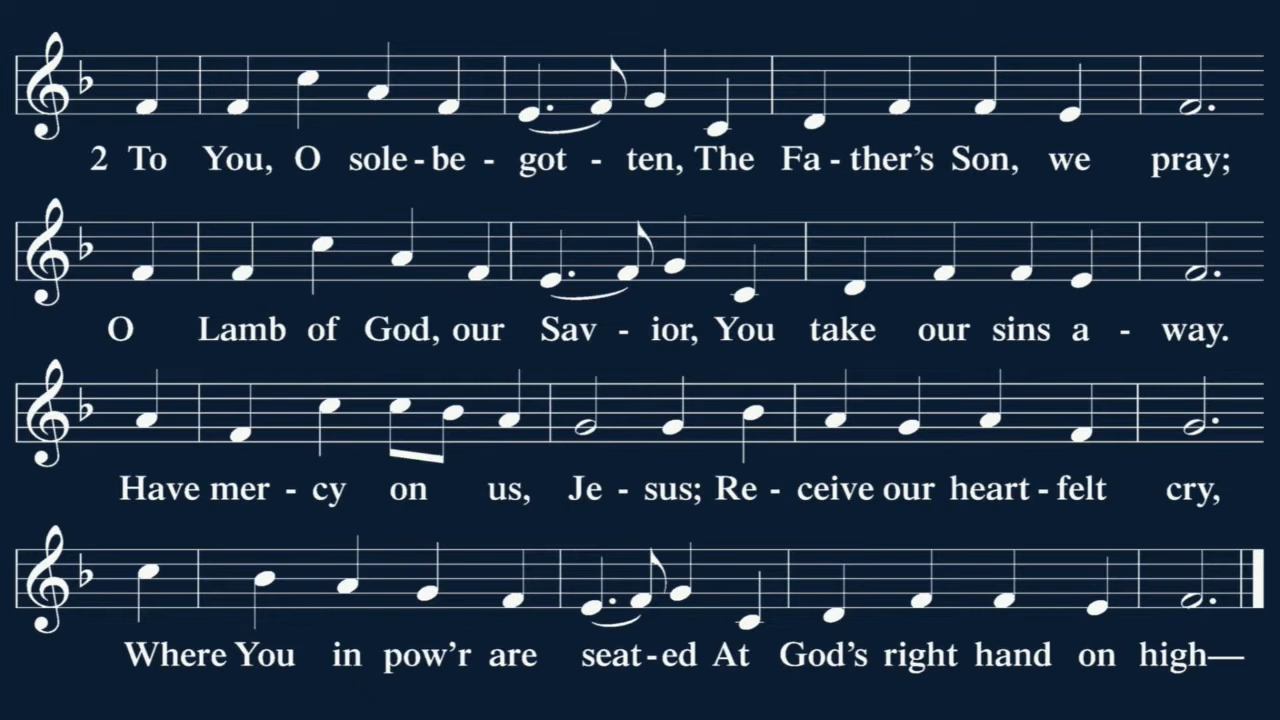 2 To You, O sole - be - got - ten, The Fa - ther's Son, we pray;
O Lamb of God, our Sav - ior, You take our sins a - way.
Have mer - cy on us, Je - sus; Re - ceive our heart - felt cry,
Where You in pow'r are seat - ed At God's right hand on high—